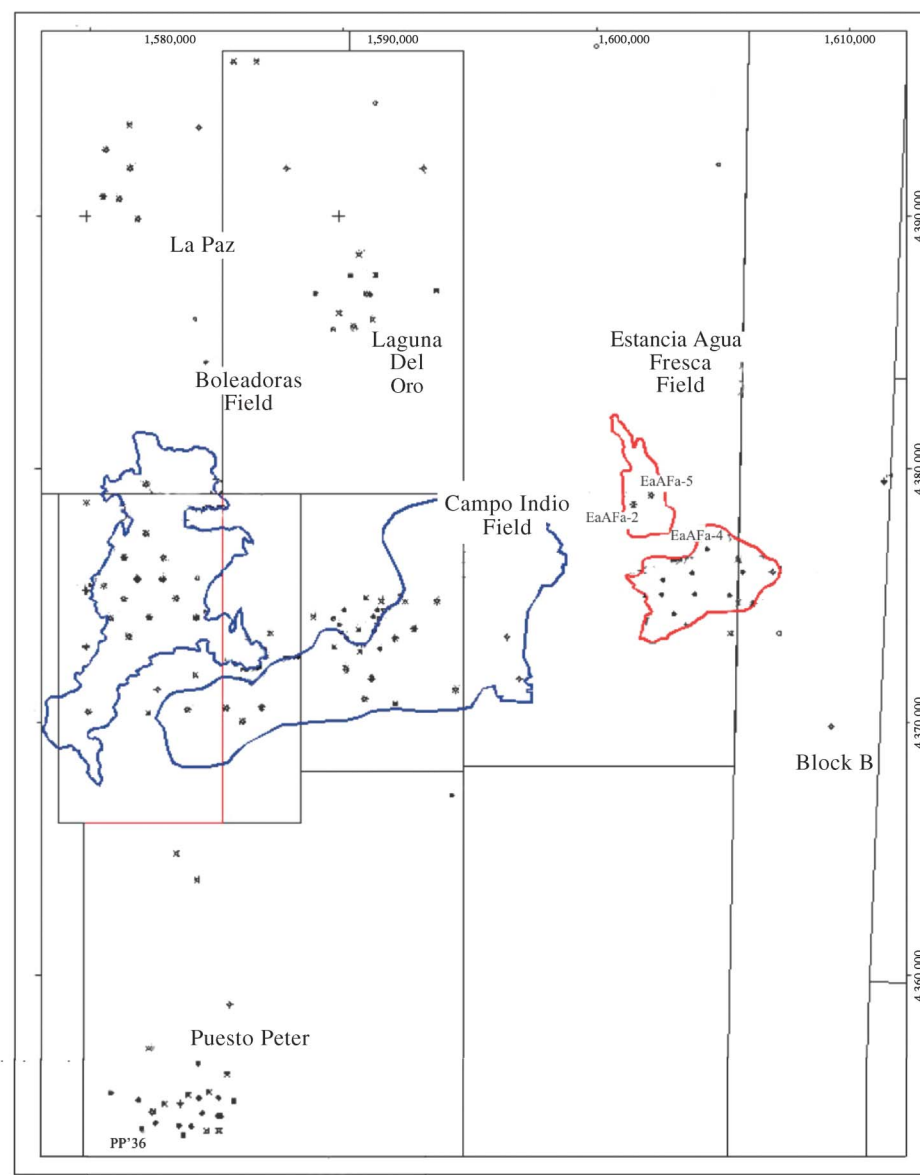 1,580,000
1,590,000
1,600,000
1,610,000
4,390,000
La Paz
Laguna
Del
Oro
Estancia Agua
Fresca
Field
Boleadoras
Field
4,380,000
EaAFa-5
EaAFa-2
Campo Indio
Field
EaAFa-4
4,370,000
Block B
4,360,000
Puesto Peter
PP'36